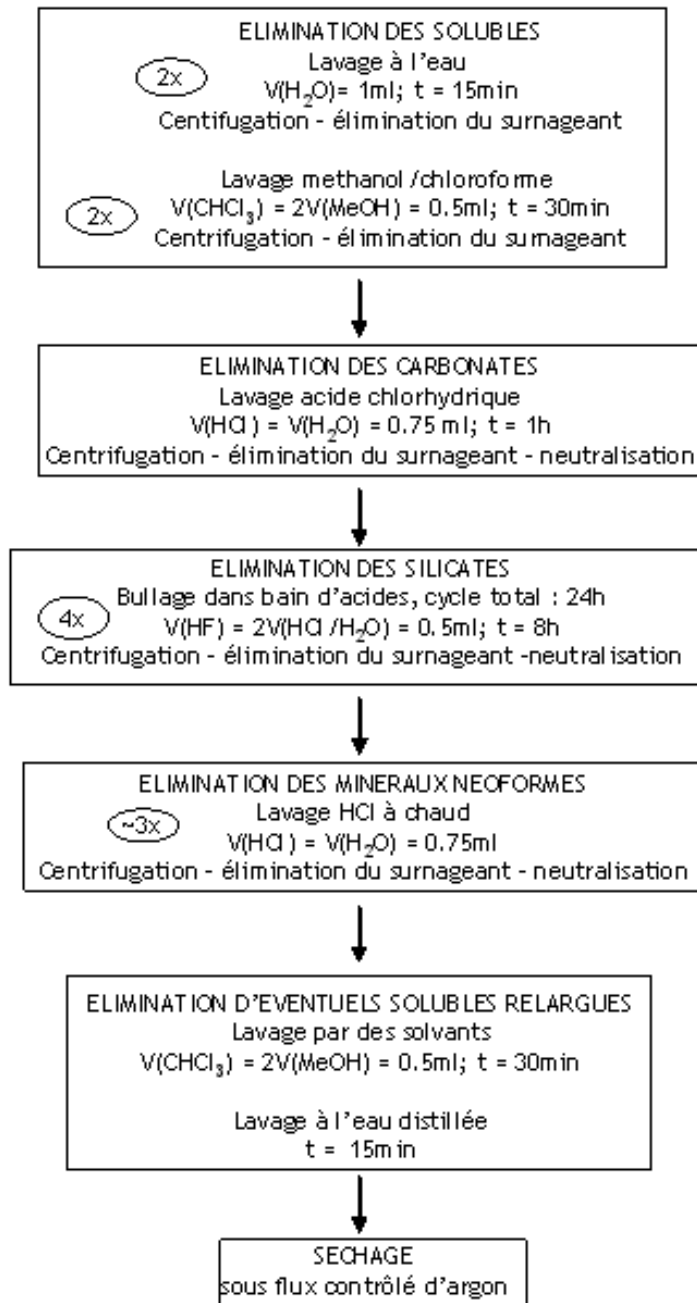 ELIMINATION DES SOLUBLES
Lavage à l'eau
2x
V(H₂O)= 1ml; t = 15min
Centifugation - élimination du surnageant
Lavage methanol /chloroforme
2x
V(CHCl₃) = 2V(MeOH) = 0.5ml; t = 30min
Centrifugation - élimination du surnageant
ELIMINATION DES CARBONATES
Lavage acide chlorhydrique
V(HCl) = V(H₂O) = 0.75 ml; t = 1h
Centrifugation - élimination du surnageant - neutralisation
ELIMINATION DES SILICATES
Bullage dans bain d'acides, cycle total : 24h
4x
V(HF) = 2V(HCl/H₂O) = 0.5ml; t = 8h
Centrifugation - élimination du surnageant -neutralisation
ELIMINATION DES MINERAUX NEOFORMES
Lavage HCl à chaud
~3x
V(HCl) = V(H₂O) = 0.75ml
Centrifugation - élimination du surnageant - neutralisation
ELIMINATION D'EVENTUELS SOLUBLES RELARGUES
Lavage par des solvants
V(CHCl₃) = 2V(MeOH) = 0.5ml; t = 30min
Lavage à l'eau distillée
t = 15min
SECHAGE
sous flux contrôlé d'argon